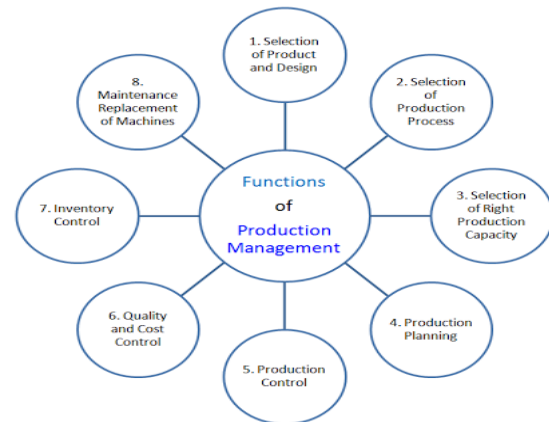 1. Selection
of Product
and Design
2. Selection
of
Production
Process
3. Selection
of Right
Production
Capacity
4. Production
Planning
5. Production
Control
6. Quality
and Cost
Control
7. Inventory
Control
8.
Maintenance
Replacement
of Machines
Functions
of
Production
Management